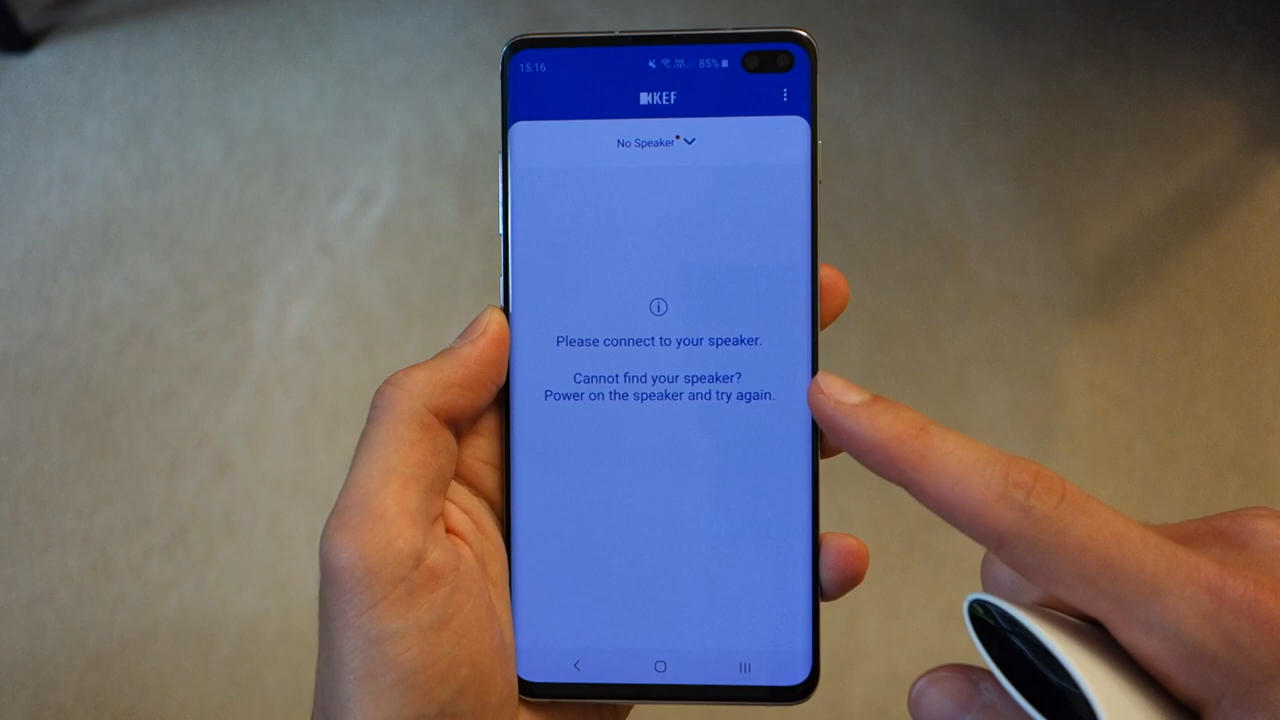 15:16
85%
KEF
No Speaker
Please connect to your speaker.
Cannot find your speaker?
Power on the speaker and try again.